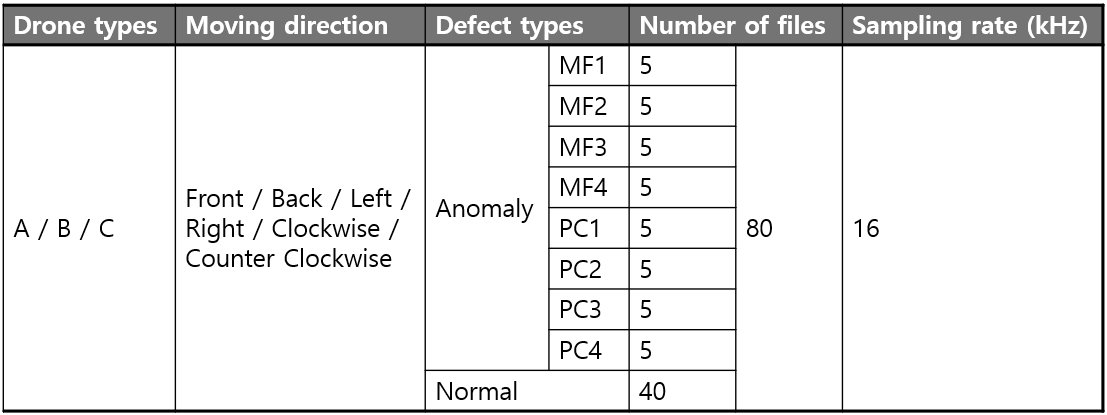 Drone types Moving direction Defect types Number of files Sampling rate (kHz)
MF1 5
MF2 5
MF3 5
MF4 5
Front / Back / Left /
A / B / C Right / Clockwise / Anomaly PC1 5 80 16
Counter Clockwise
PC2 5
PC3 5
PC4 5
Normal 40